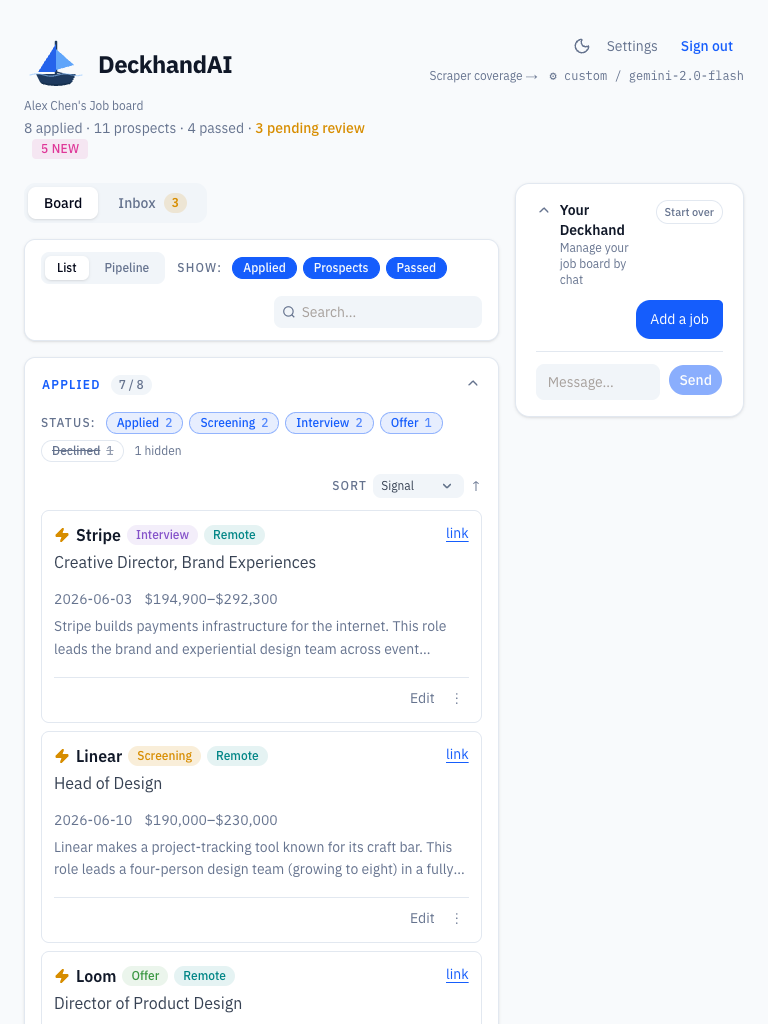 DeckhandAI
Settings
Sign out
Scraper coverage → ⚙ custom / gemini-2.0-flash
Alex Chen's Job board
8 applied · 11 prospects · 4 passed · 3 pending review
5 NEW
Board
Inbox 3
List
Pipeline
SHOW: Applied Prospects Passed
Search...
APPLIED 7 / 8
STATUS: Applied 2 Screening 2 Interview 2 Offer 1
Declined 1 1 hidden
SORT Signal ↑
Stripe Interview Remote link
Creative Director, Brand Experiences
2026-06-03 $194,900–$292,300
Stripe builds payments infrastructure for the internet. This role
leads the brand and experiential design team across event...
Edit ⋮
Linear Screening Remote link
Head of Design
2026-06-10 $190,000–$230,000
Linear makes a project-tracking tool known for its craft bar. This
role leads a four-person design team (growing to eight) in a fully...
Edit ⋮
Loom Offer Remote link
Director of Product Design
Your
Deckhand
Start over
Manage your
job board by
chat
Add a job
Message...
Send